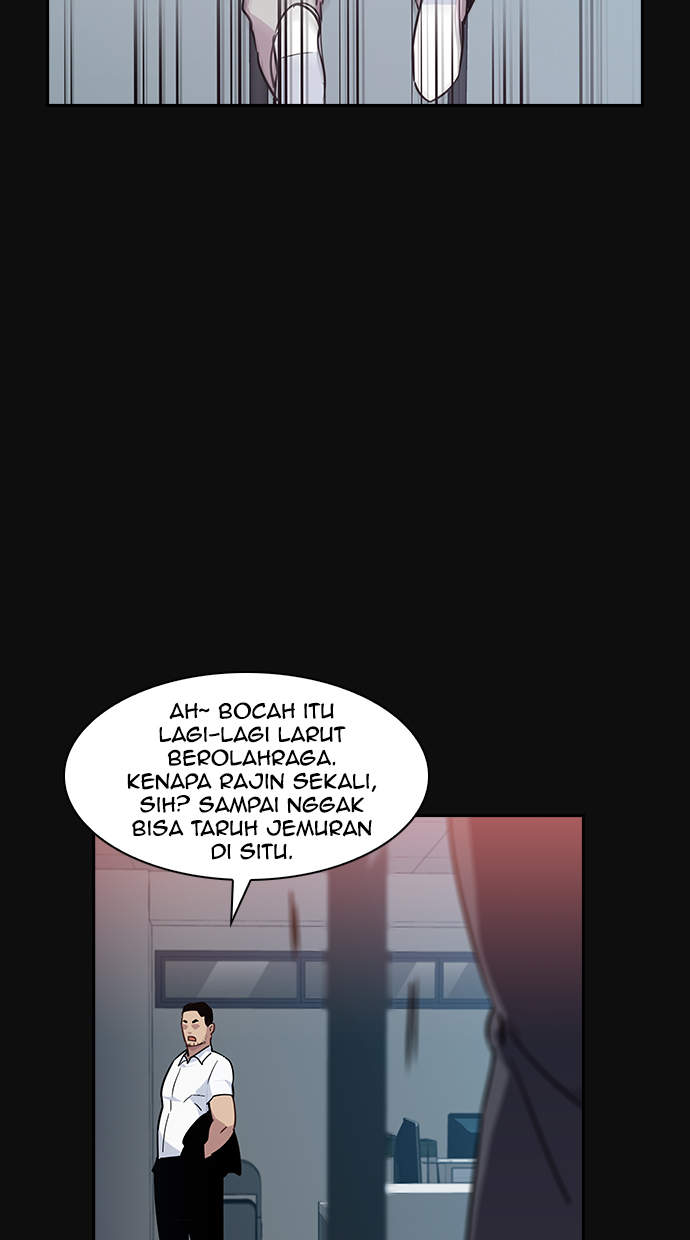 AH~ BOCAH ITU
LAGI-LAGI LARUT
BEROLAHRAGA.
KENAPA RAJIN SEKALI,
SIH? SAMPAI NGGAK
BISA TARUH JEMURAN
DI SITU.